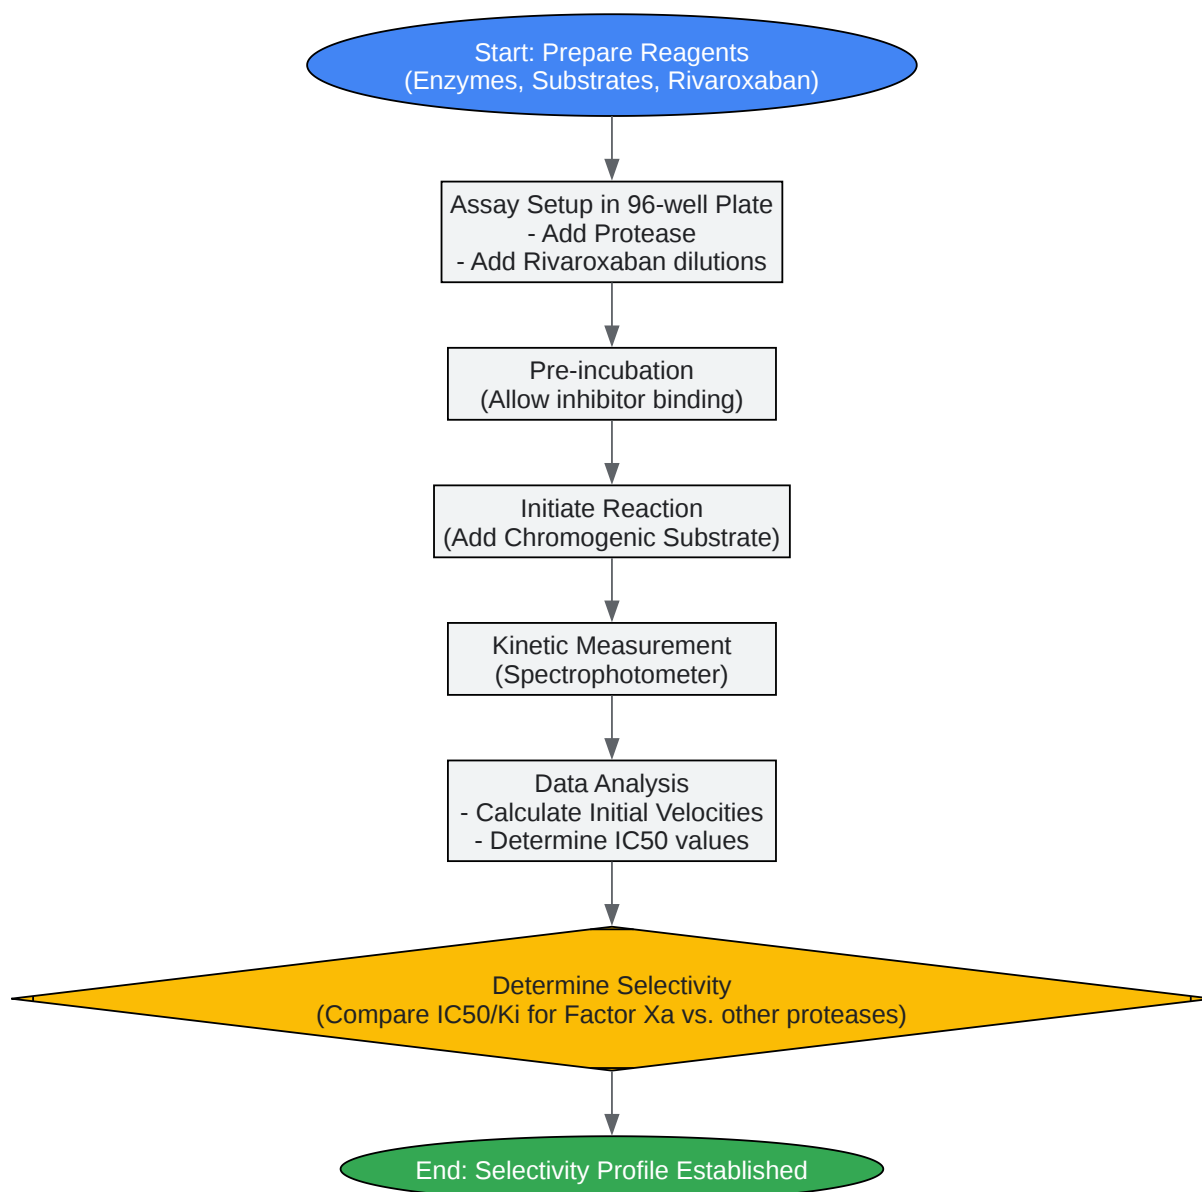 Start: Prepare Reagents
(Enzymes, Substrates, Rivaroxaban)
Assay Setup in 96-well Plate
- Add Protease
- Add Rivaroxaban dilutions
Pre-incubation
(Allow inhibitor binding)
Initiate Reaction
(Add Chromogenic Substrate)
Kinetic Measurement
(Spectrophotometer)
Data Analysis
- Calculate Initial Velocities
- Determine IC50 values
Determine Selectivity
(Compare IC50/Ki for Factor Xa vs. other proteases)
End: Selectivity Profile Established